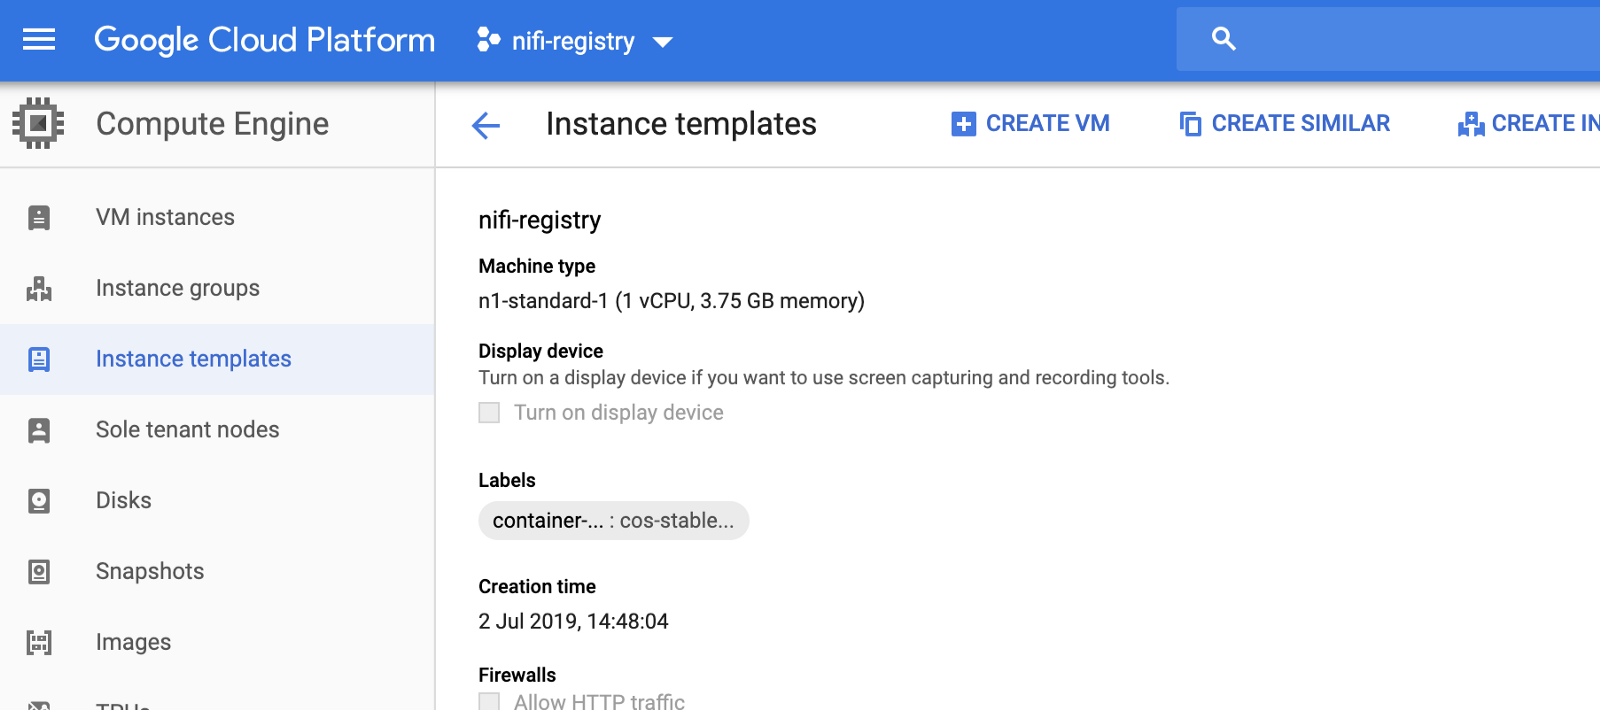 Google Cloud Platform
nifi-registry
Compute Engine
Instance templates
CREATE VM
CREATE SIMILAR
CREATE IN
VM instances
Instance groups
Instance templates
Sole tenant nodes
Disks
Snapshots
Images
TPUs
nifi-registry
Machine type
n1-standard-1 (1 vCPU, 3.75 GB memory)
Display device
Turn on a display device if you want to use screen capturing and recording tools.
Turn on display device
Labels
container-... : cos-stable...
Creation time
2 Jul 2019, 14:48:04
Firewalls
Allow HTTP traffic